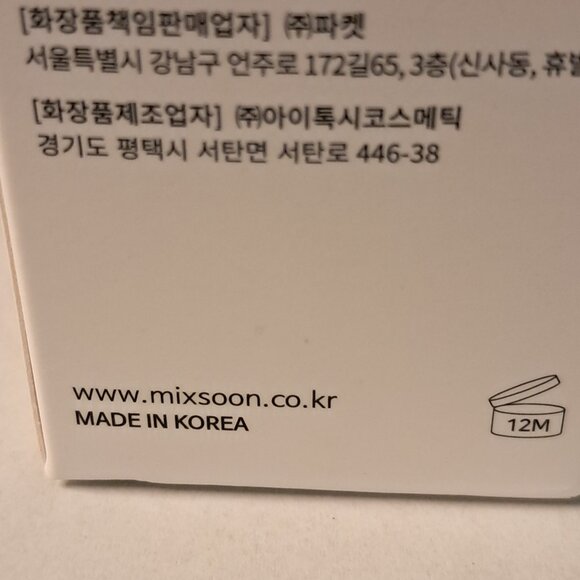 [화장품책임판매업자] ㈜파켓
서울특별시 강남구 언주로 172길65, 3층(신사동,
[화장품제조업자] ㈜아이톡시코스메틱
경기도 평택시 서탄면 서탄로 446-38
www.mixsoon.co.kr
MADE IN KOREA
12M